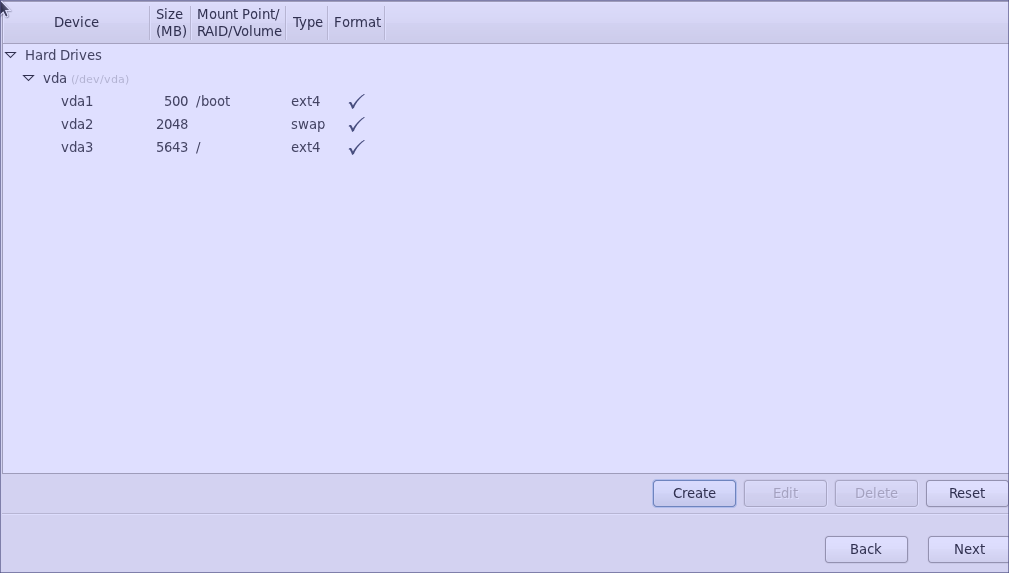 Device Size (MB) Mount Point/ RAID/Volume Type Format
Hard Drives
vda (/dev/vda)
vda1 500 /boot ext4
vda2 2048 swap
vda3 5643 / ext4
Create Edit Delete Reset
Back Next